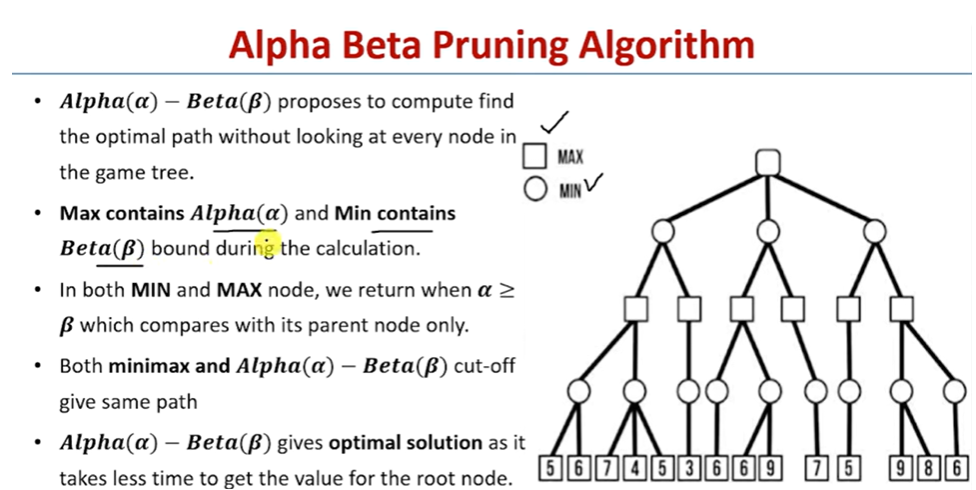 Alpha Beta Pruning Algorithm
• Alpha(α) − Beta(β) proposes to compute find
the optimal path without looking at every node in
the game tree.
• Max contains Alpha(α) and Min contains
Beta(β) bound during the calculation.
• In both MIN and MAX node, we return when α ≥
β which compares with its parent node only.
• Both minimax and Alpha(α) − Beta(β) cut-off
give same path
• Alpha(α) − Beta(β) gives optimal solution as it
takes less time to get the value for the root node.
MAX
MIN
5 6 7 4 5 3 6 6 9 7 5 9 8 6